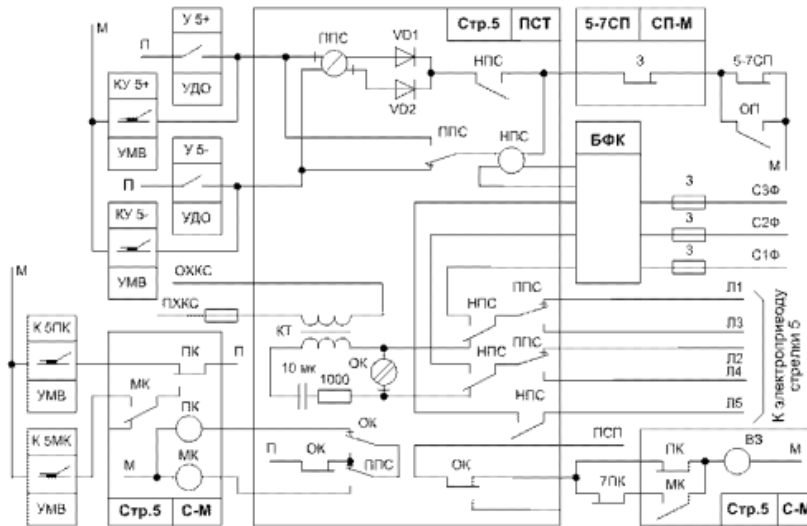 М
У 5+
П
УДО
КУ 5+
УМВ
У 5-
П
УДО
КУ 5-
УМВ
М
ОХКС
ПХКС
К 5ПК
УМВ
К 5МК
УМВ
ПК
П
МК
ПК
МК
М
Стр.5
С-М
Стр.5
ПСТ
ППС
VD1
VD2
НПС
ППС
НПС
КТ
10 мк
1000
ОК
НПС
ППС
НПС
ППС
НПС
ОК
П
ОК
ППС
ОК
ПСП
5-7СП
СП-М
З
5-7СП
ОП
М
БФК
З
С3Ф
З
С2Ф
З
С1Ф
Л1
Л3
Л2
Л4
Л5
К электроприводу
стрелки 5
ПК
ВЗ
М
7ПК
МК
Стр.5
С-М